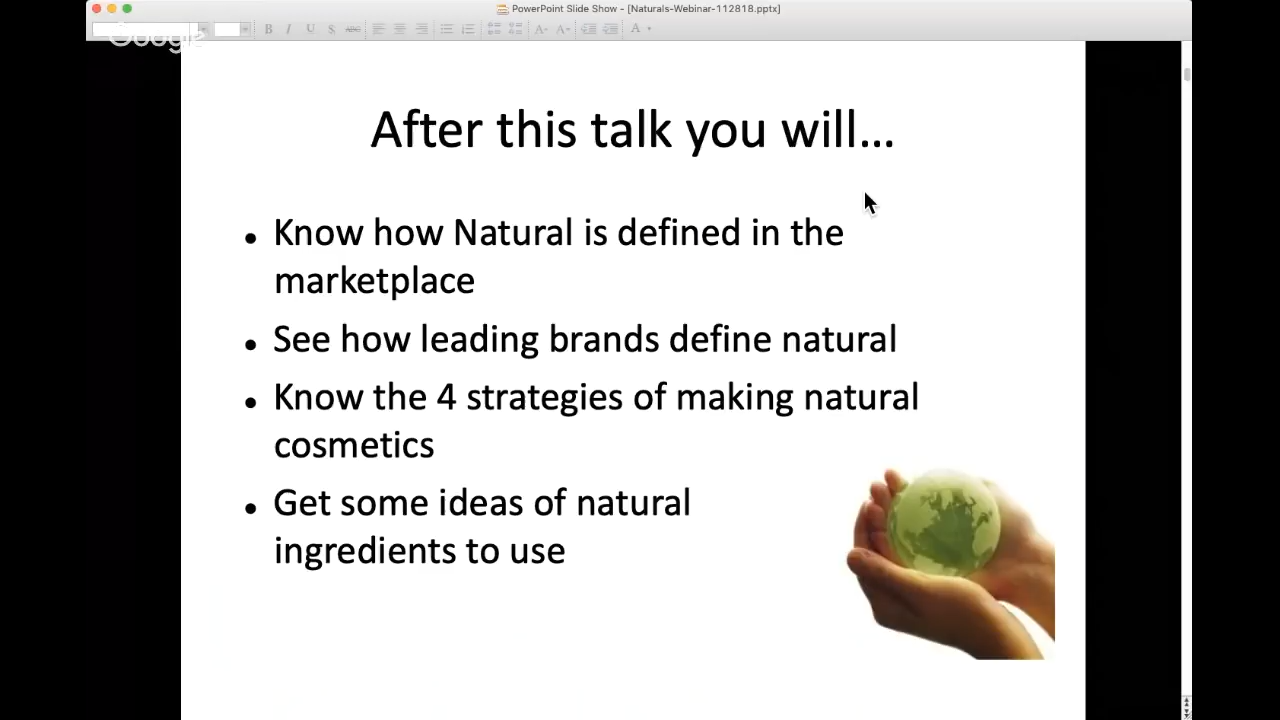 PowerPoint Slide Show - [Naturals-Webinar-112818.pptx]
B I U S ABC A A A
Google
After this talk you will…
• Know how Natural is defined in the
marketplace
• See how leading brands define natural
• Know the 4 strategies of making natural
cosmetics
• Get some ideas of natural
ingredients to use